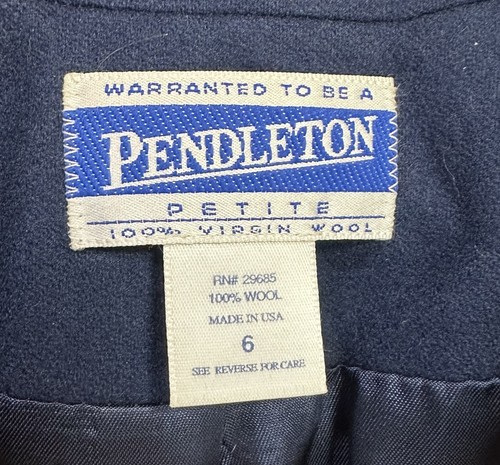 WARRANTED TO BE A
PENDLETON
PETITE
100% VIRGIN WOOL
RN# 29685
100% WOOL
MADE IN USA
6
SEE REVERSE FOR CARE